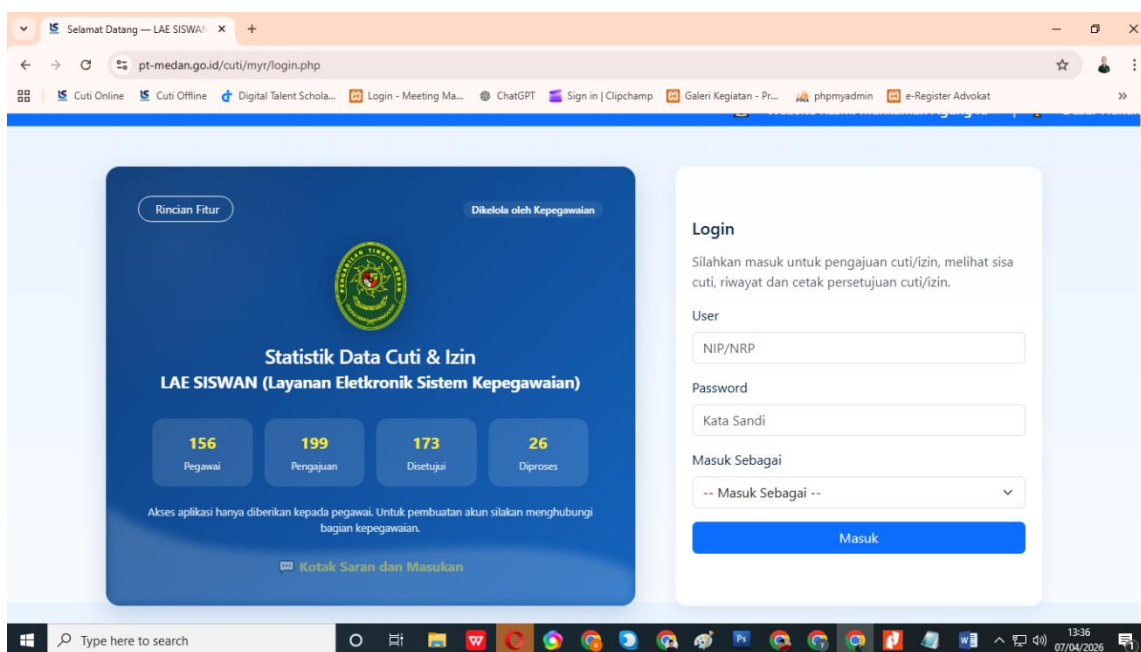 Selamat Datang — LAE SISWAN
pt-medan.go.id/cuti/myr/login.php
Cuti Online
Cuti Offline
Digital Talent Schola...
Login - Meeting Ma...
ChatGPT
Sign in | Clipchamp
Galeri Kegiatan - Pr...
phpmyadmin
e-Register Advokat
Rincian Fitur
Dikelola oleh Kepegawaian
PENGADILAN TINGGI MEDAN
Statistik Data Cuti & Izin
LAE SISWAN (Layanan Eletkronik Sistem Kepegawaian)
156
Pegawai
199
Pengajuan
173
Disetujui
26
Diproses
Akses aplikasi hanya diberikan kepada pegawai. Untuk pembuatan akun silakan menghubungi
bagian kepegawaian.
Kotak Saran dan Masukan
Login
Silahkan masuk untuk pengajuan cuti/izin, melihat sisa
cuti, riwayat dan cetak persetujuan cuti/izin.
User
NIP/NRP
Password
Kata Sandi
Masuk Sebagai
-- Masuk Sebagai --
Masuk
Type here to search
Ps
13:36
07/04/2026